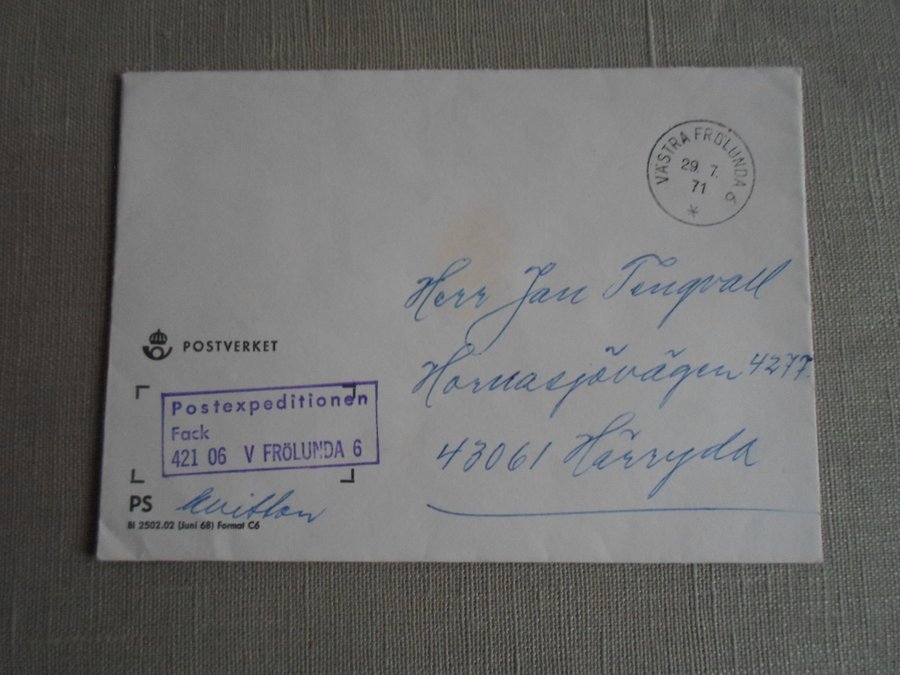 VÄSTRA FRÖLUNDA 6
29. 7.
71
Herr Jan Tengvall
Hornasjövägen 4277.
43061 Härryda
POSTVERKET
Postexpeditionen
Fack
421 06 V FRÖLUNDA 6
PS Kvitton
BI 2502.02 (Juni 68) Format C6